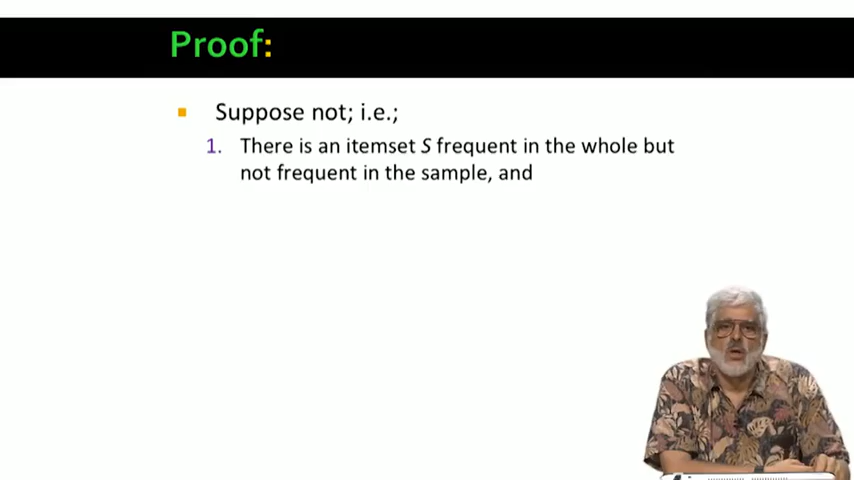 Proof:
Suppose not; i.e.;
1. There is an itemset S frequent in the whole but
not frequent in the sample, and